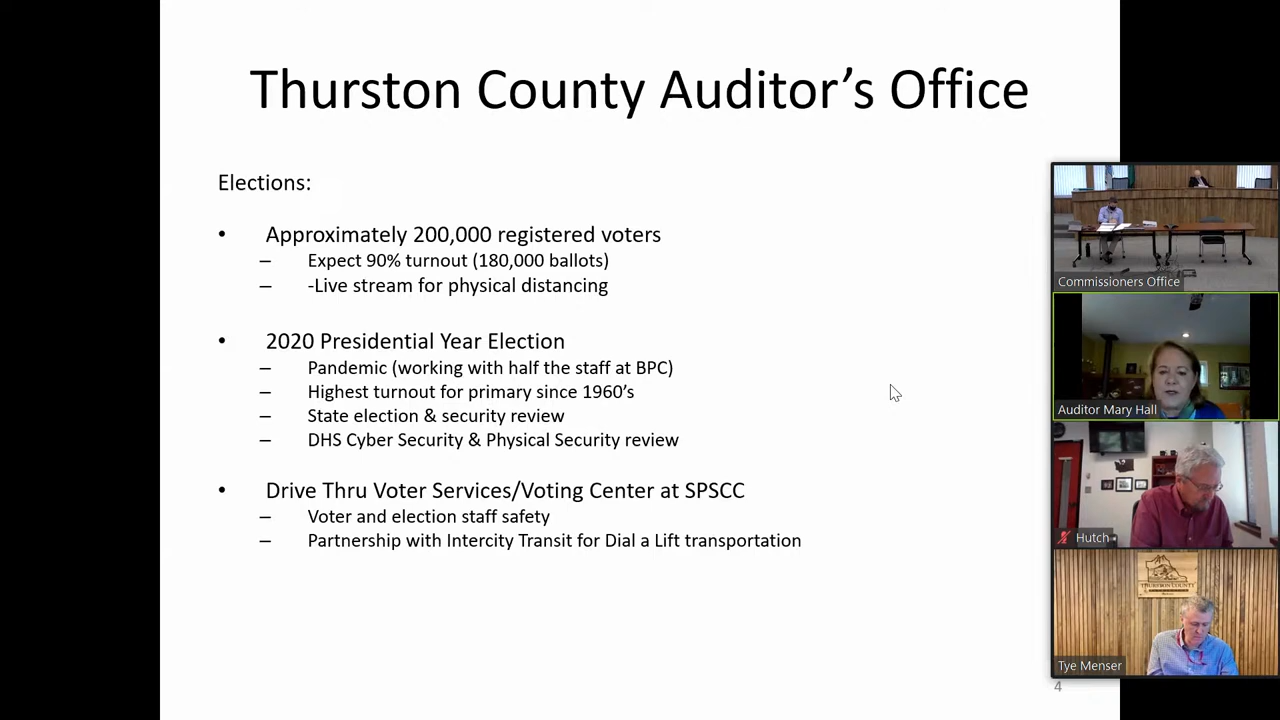 Thurston County Auditor’s Office
Elections:
• Approximately 200,000 registered voters
– Expect 90% turnout (180,000 ballots)
– -Live stream for physical distancing
• 2020 Presidential Year Election
– Pandemic (working with half the staff at BPC)
– Highest turnout for primary since 1960’s
– State election & security review
– DHS Cyber Security & Physical Security review
• Drive Thru Voter Services/Voting Center at SPSCC
– Voter and election staff safety
– Partnership with Intercity Transit for Dial a Lift transportation
Commissioners Office
Auditor Mary Hall
Hutch
THURSTON COUNTY
Tye Menser
4